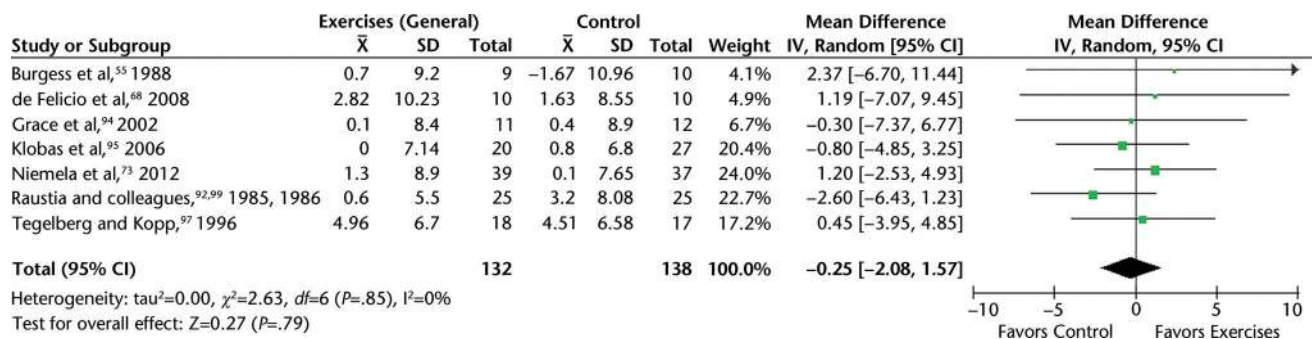 Exercises (General) Control Mean Difference Mean Difference
Study or Subgroup X̄ SD Total X̄ SD Total Weight IV, Random [95% CI] IV, Random, 95% CI
Burgess et al,⁵⁵ 1988 0.7 9.2 9 −1.67 10.96 10 4.1% 2.37 [−6.70, 11.44]
de Felicio et al,⁶⁸ 2008 2.82 10.23 10 1.63 8.55 10 4.9% 1.19 [−7.07, 9.45]
Grace et al,⁹⁴ 2002 0.1 8.4 11 0.4 8.9 12 6.7% −0.30 [−7.37, 6.77]
Klobas et al,⁹⁵ 2006 0 7.14 20 0.8 6.8 27 20.4% −0.80 [−4.85, 3.25]
Niemela et al,⁷³ 2012 1.3 8.9 39 0.1 7.65 37 24.0% 1.20 [−2.53, 4.93]
Raustia and colleagues,⁹²,⁹⁹ 1985, 1986 0.6 5.5 25 3.2 8.08 25 22.7% −2.60 [−6.43, 1.23]
Tegelberg and Kopp,⁹⁷ 1996 4.96 6.7 18 4.51 6.58 17 17.2% 0.45 [−3.95, 4.85]
Total (95% CI) 132 138 100.0% −0.25 [−2.08, 1.57]
Heterogeneity: tau²=0.00, χ²=2.63, df=6 (P=.85), I²=0%
Test for overall effect: Z=0.27 (P=.79)
−10 −5 0 5 10
Favors Control Favors Exercises